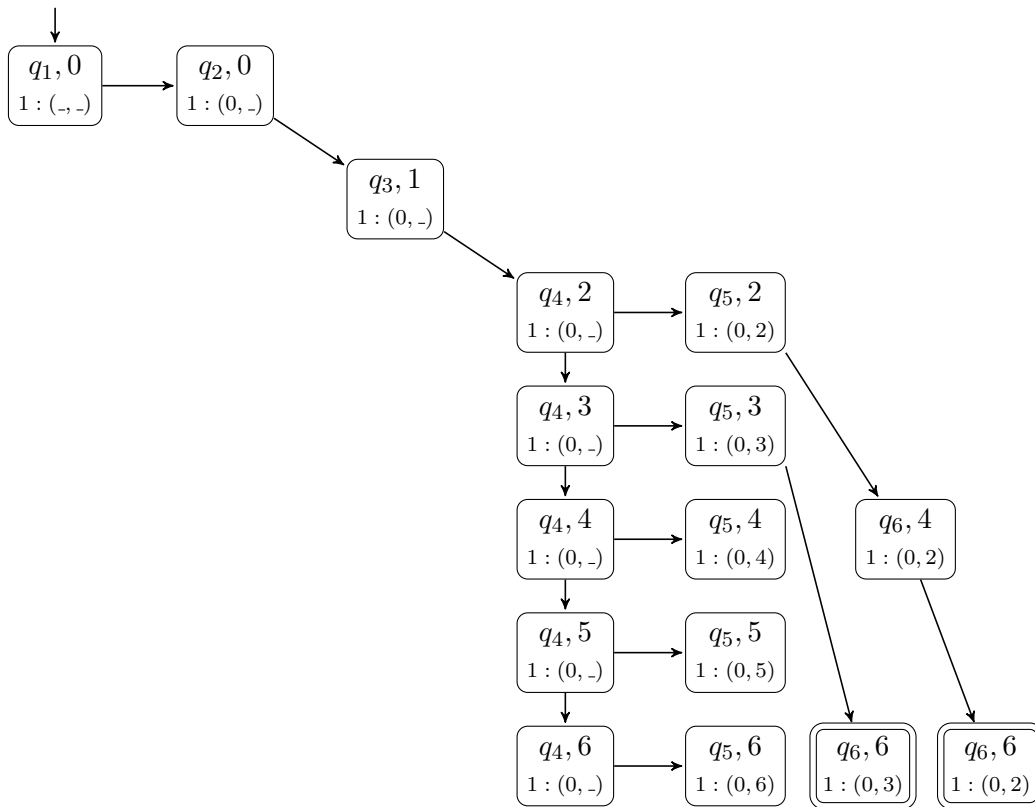 q₁, 0
1 : (_, _)
q₂, 0
1 : (0, _)
q₃, 1
1 : (0, _)
q₄, 2
1 : (0, _)
q₅, 2
1 : (0, 2)
q₄, 3
1 : (0, _)
q₅, 3
1 : (0, 3)
q₄, 4
1 : (0, _)
q₅, 4
1 : (0, 4)
q₆, 4
1 : (0, 2)
q₄, 5
1 : (0, _)
q₅, 5
1 : (0, 5)
q₄, 6
1 : (0, _)
q₅, 6
1 : (0, 6)
q₆, 6
1 : (0, 3)
q₆, 6
1 : (0, 2)